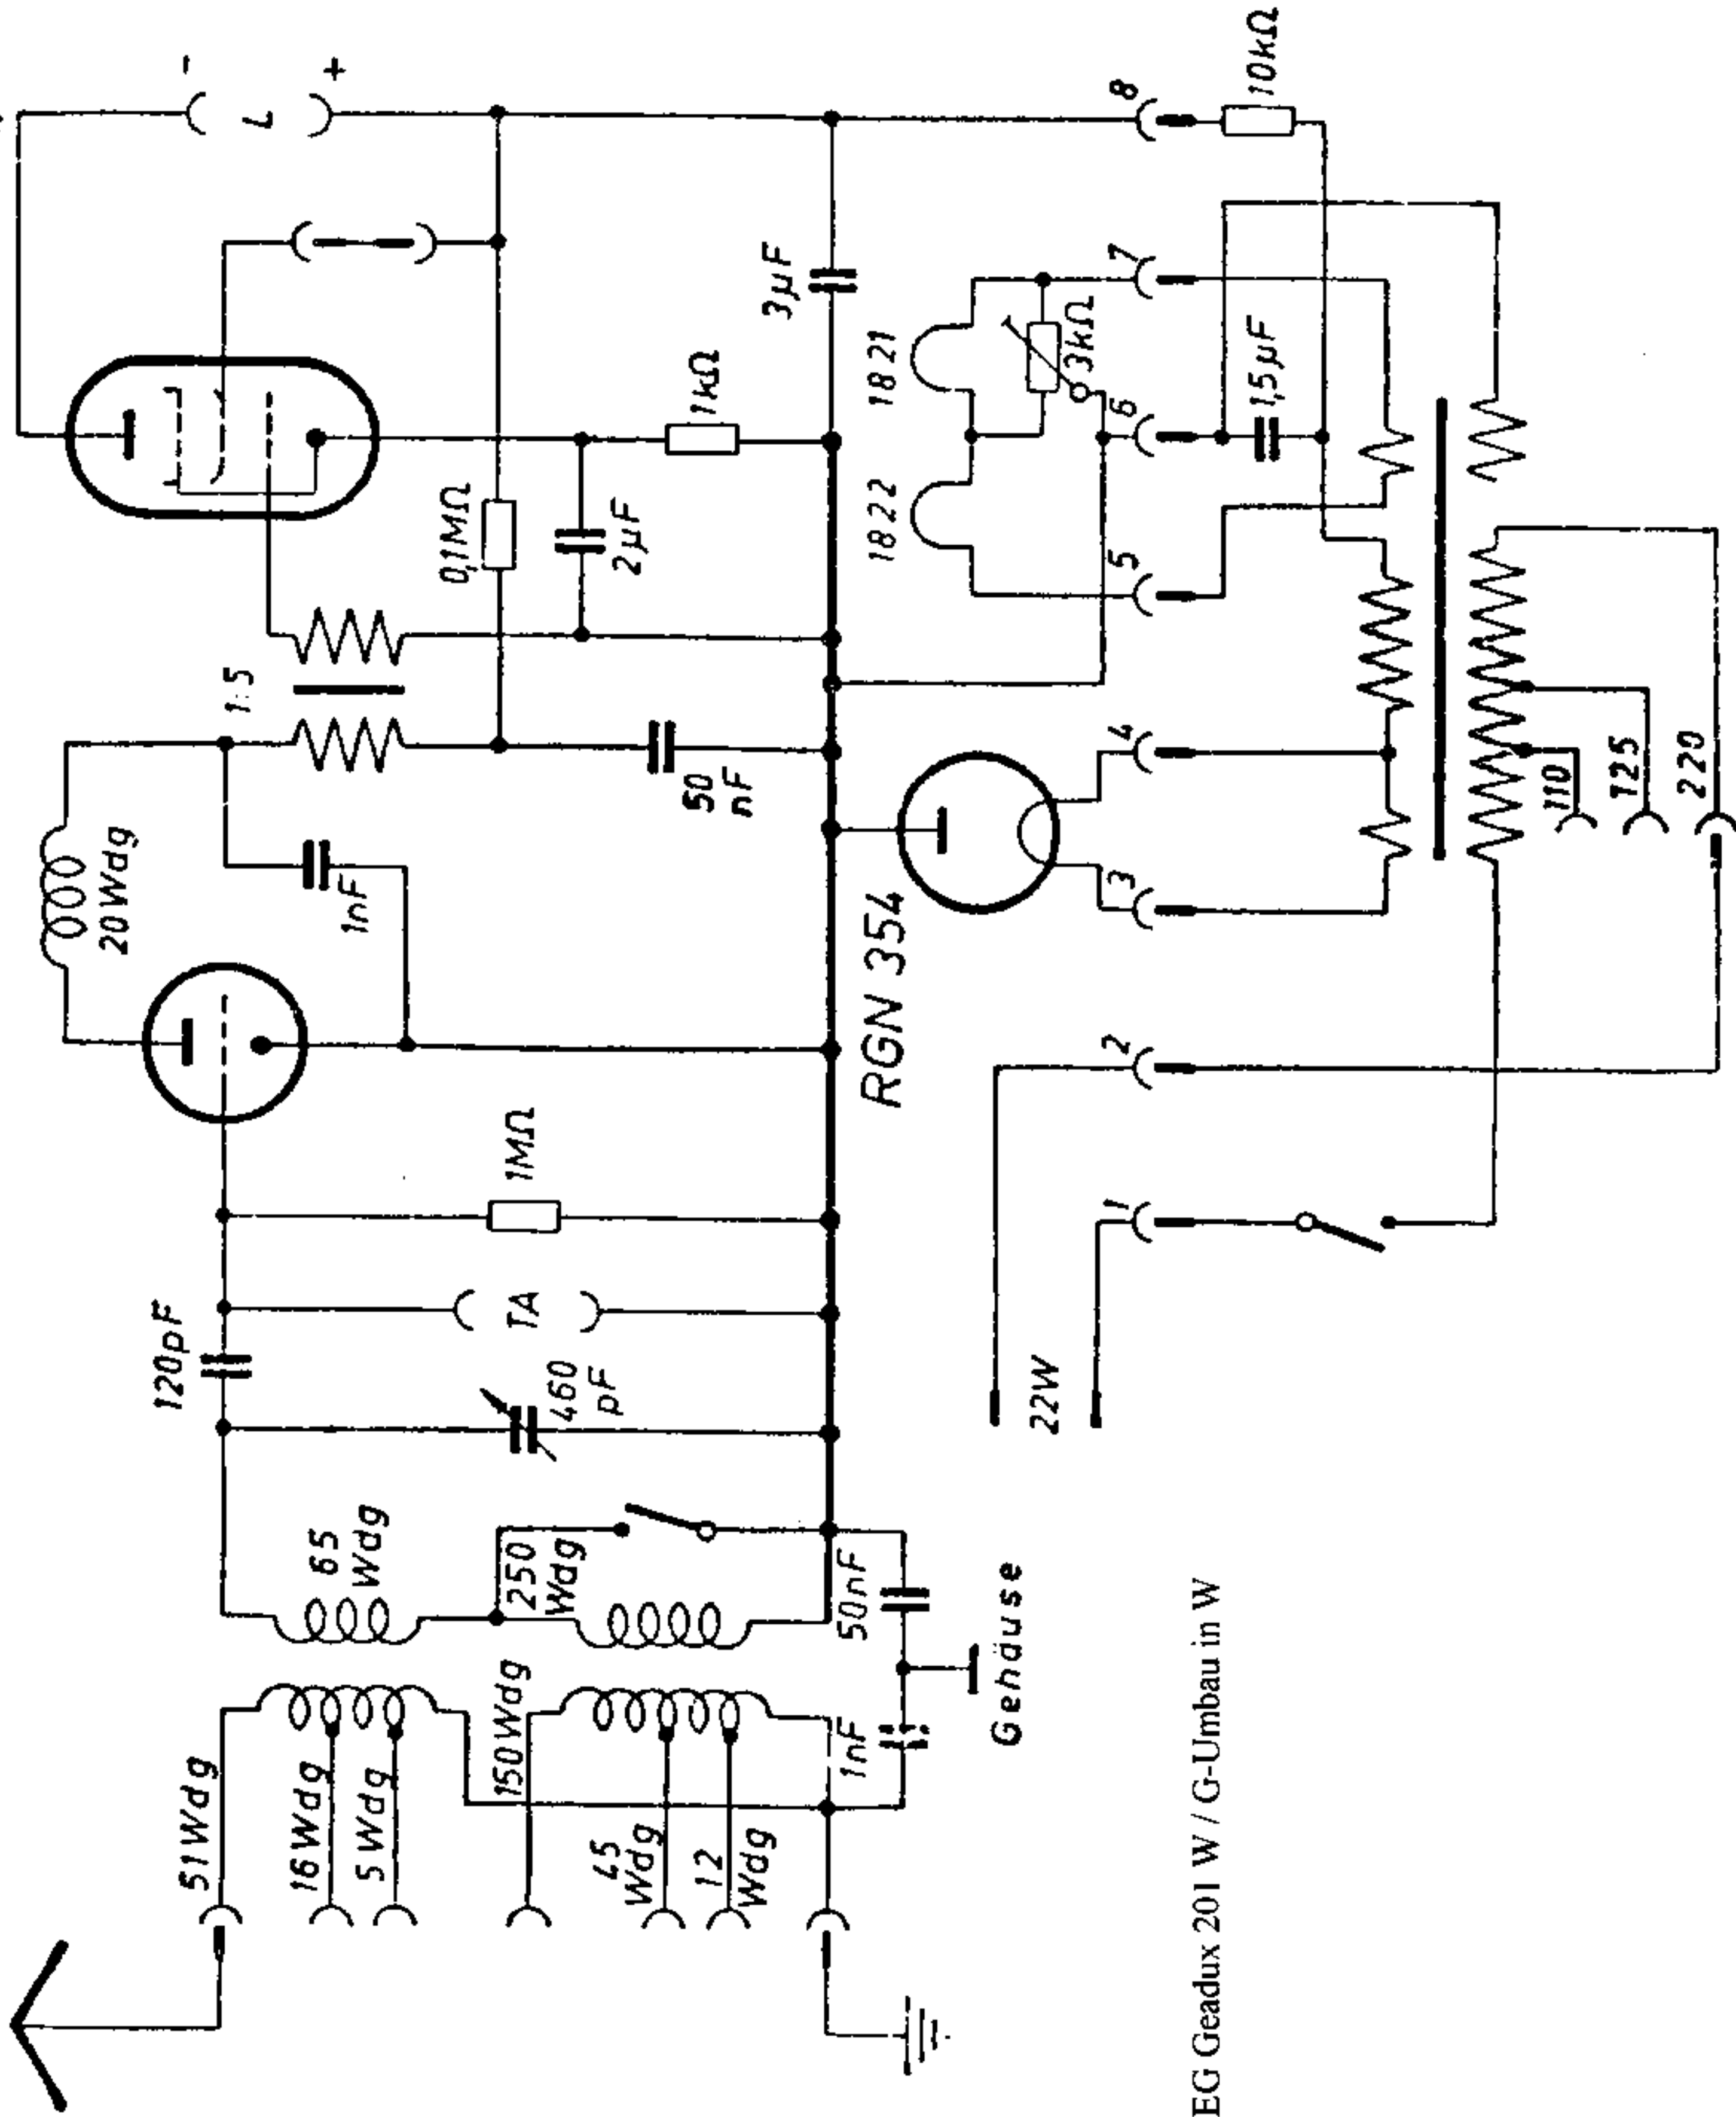 51Wdg
16Wdg
5Wdg
150Wdg
45
Wdg
12
Wdg
65
Wdg
250
Wdg
1nF
50nF
Gehäuse
120pF
460
pF
TA
1MΩ
20Wdg
1nF
1:5
50
nF
0,1MΩ
2µF
1kΩ
3µF
-
L
+
RGN 354
1822
1821
3kΩ
22W
1
2
3
4
5
6
7
8
1,5µF
10kΩ
110
125
220
EG Geadux 201 W / G-Umbau in W